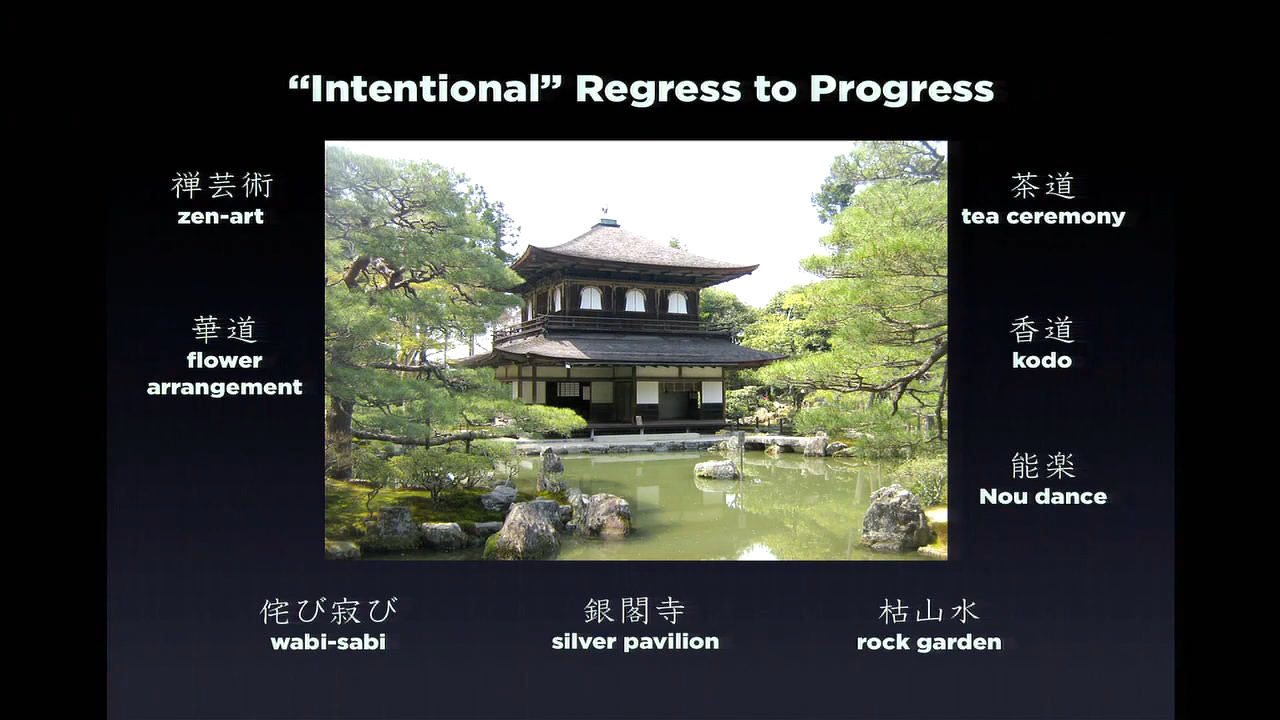 “Intentional” Regress to Progress
禅芸術
zen-art
茶道
tea ceremony
華道
flower
arrangement
香道
kodo
能楽
Nou dance
侘び寂び
wabi-sabi
銀閣寺
silver pavilion
枯山水
rock garden